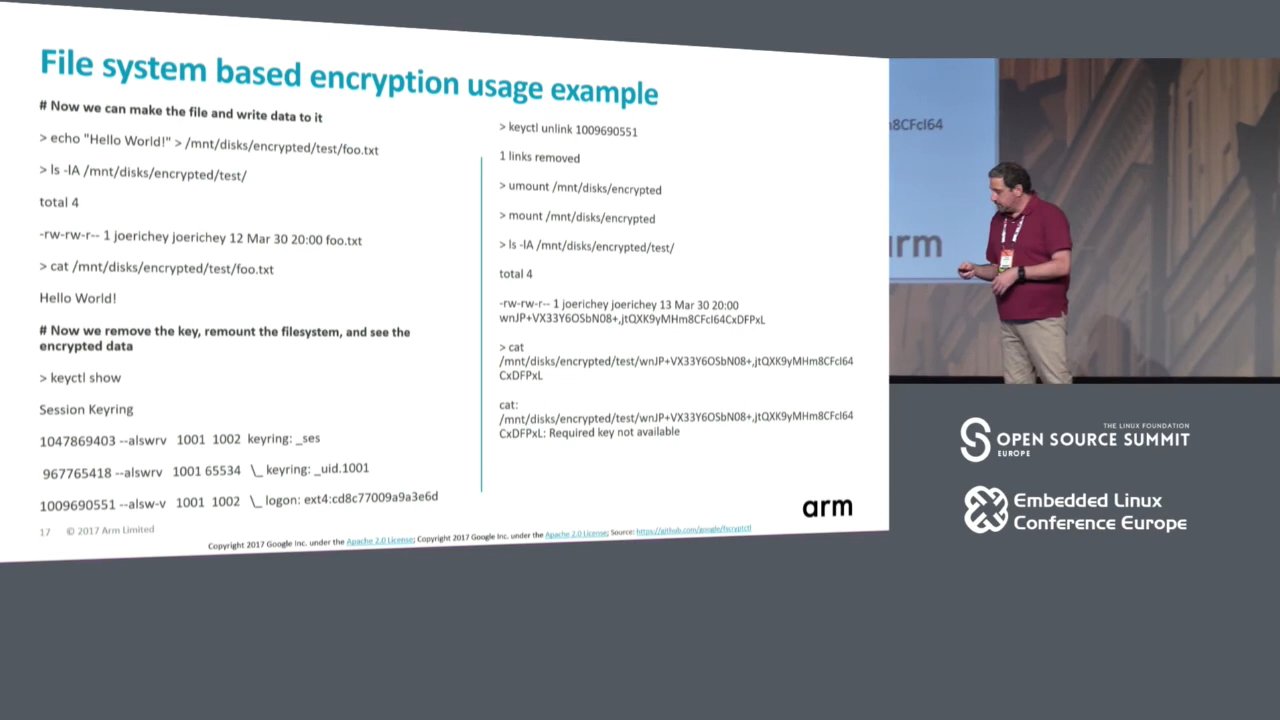 File system based encryption usage example
# Now we can make the file and write data to it
> echo "Hello World!" > /mnt/disks/encrypted/test/foo.txt
> ls -lA /mnt/disks/encrypted/test/
total 4
-rw-rw-r-- 1 joerichey joerichey 12 Mar 30 20:00 foo.txt
> cat /mnt/disks/encrypted/test/foo.txt
Hello World!
# Now we remove the key, remount the filesystem, and see the
encrypted data
> keyctl show
Session Keyring
1047869403 --alswrv 1001 1002 keyring: _ses
967765418 --alswrv 1001 65534 \_ keyring: _uid.1001
1009690551 --alsw-v 1001 1002 \_ logon: ext4:cd8c77009a9a3e6d
> keyctl unlink 1009690551
1 links removed
> umount /mnt/disks/encrypted
> mount /mnt/disks/encrypted
> ls -lA /mnt/disks/encrypted/test/
total 4
-rw-rw-r-- 1 joerichey joerichey 13 Mar 30 20:00
wnJP+VX33Y6OSbN08+,jtQXK9yMHm8CFcI64CxDFPxL
> cat
/mnt/disks/encrypted/test/wnJP+VX33Y6OSbN08+,jtQXK9yMHm8CFcI64
CxDFPxL
cat:
/mnt/disks/encrypted/test/wnJP+VX33Y6OSbN08+,jtQXK9yMHm8CFcI64
CxDFPxL: Required key not available
17 © 2017 Arm Limited
Copyright 2017 Google Inc. under the Apache 2.0 License; Copyright 2017 Google Inc. under the Apache 2.0 License; Source: https://github.com/google/fscryptctl
arm
8CFcI64
arm
THE LINUX FOUNDATION
OPEN SOURCE SUMMIT
EUROPE
Embedded Linux
Conference Europe